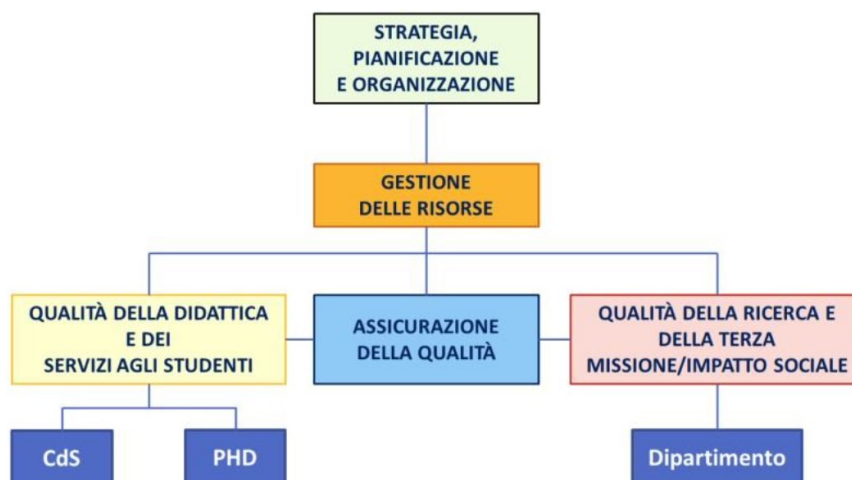 STRATEGIA,
PIANIFICAZIONE
E ORGANIZZAZIONE
GESTIONE
DELLE RISORSE
QUALITÀ DELLA DIDATTICA
E DEI
SERVIZI AGLI STUDENTI
ASSICURAZIONE
DELLA QUALITÀ
QUALITÀ DELLA RICERCA E
DELLA TERZA
MISSIONE/IMPATTO SOCIALE
CdS
PHD
Dipartimento